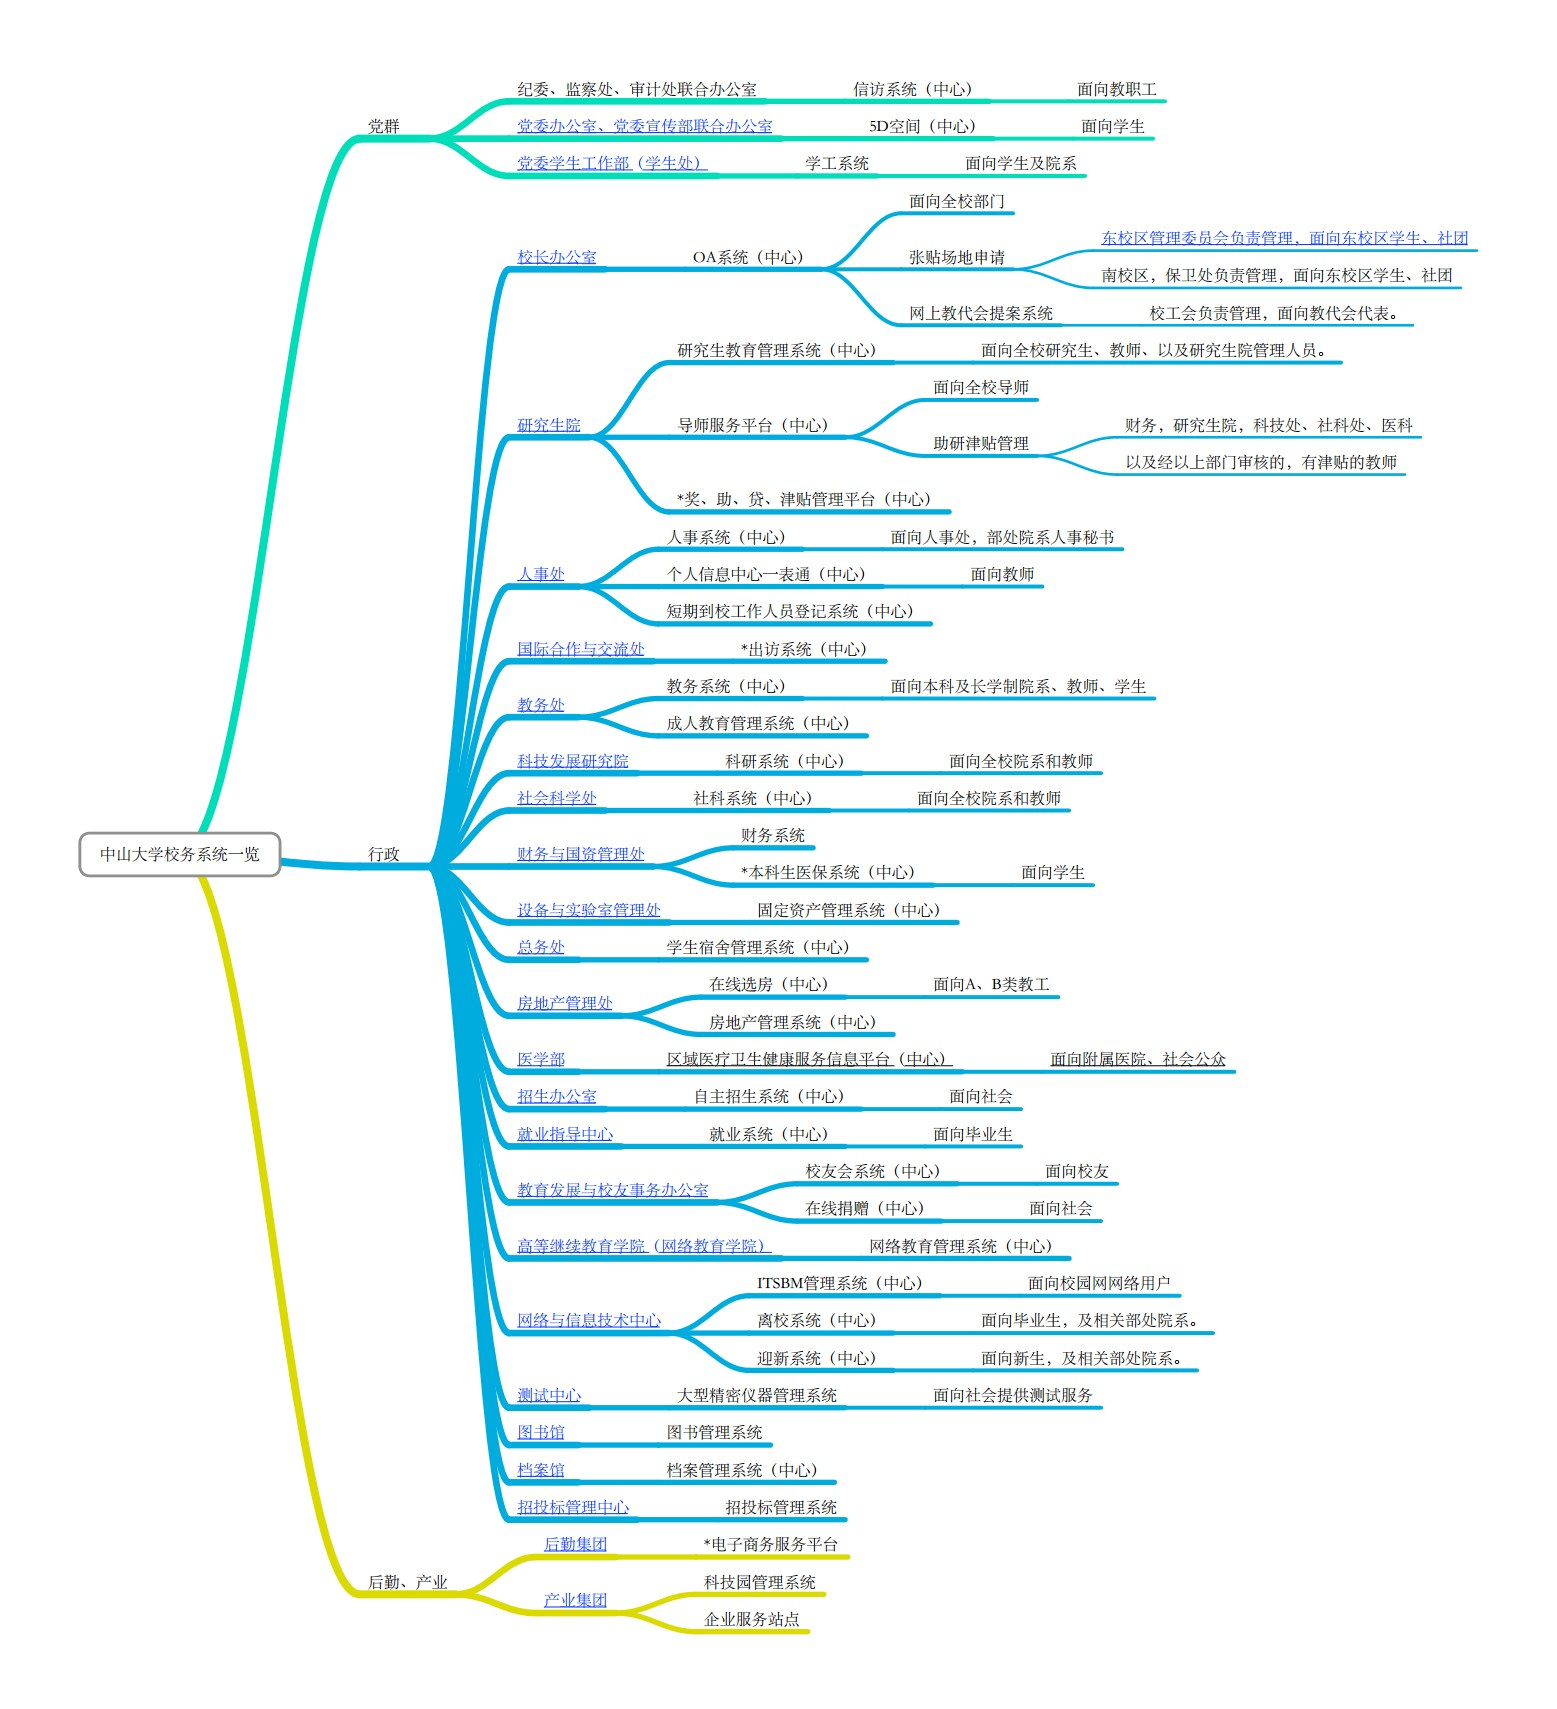 中山大学校务系统一览
党群
纪委、监察处、审计处联合办公室
信访系统（中心）
面向教职工
党委办公室、党委宣传部联合办公室
5D空间（中心）
面向学生
党委学生工作部（学生处）
学工系统
面向学生及院系
行政
校长办公室
OA系统（中心）
面向全校部门
张贴场地申请
东校区管理委员会负责管理，面向东校区学生、社团
南校区，保卫处负责管理，面向东校区学生、社团
网上教代会提案系统
校工会负责管理，面向教代会代表。
研究生院
研究生教育管理系统（中心）
面向全校研究生、教师、以及研究生院管理人员。
导师服务平台（中心）
面向全校导师
助研津贴管理
财务，研究生院，科技处、社科处、医科
以及经以上部门审核的，有津贴的教师
*奖、助、贷、津贴管理平台（中心）
人事处
人事系统（中心）
面向人事处，部处院系人事秘书
个人信息中心一表通（中心）
面向教师
短期到校工作人员登记系统（中心）
国际合作与交流处
*出访系统（中心）
教务处
教务系统（中心）
面向本科及长学制院系、教师、学生
成人教育管理系统（中心）
科技发展研究院
科研系统（中心）
面向全校院系和教师
社会科学处
社科系统（中心）
面向全校院系和教师
财务与国资管理处
财务系统
*本科生医保系统（中心）
面向学生
设备与实验室管理处
固定资产管理系统（中心）
总务处
学生宿舍管理系统（中心）
房地产管理处
在线选房（中心）
面向A、B类教工
房地产管理系统（中心）
医学部
区域医疗卫生健康服务信息平台（中心）
面向附属医院、社会公众
招生办公室
自主招生系统（中心）
面向社会
就业指导中心
就业系统（中心）
面向毕业生
教育发展与校友事务办公室
校友会系统（中心）
面向校友
在线捐赠（中心）
面向社会
高等继续教育学院（网络教育学院）
网络教育管理系统（中心）
网络与信息技术中心
ITSBM管理系统（中心）
面向校园网网络用户
离校系统（中心）
面向毕业生，及相关部处院系。
迎新系统（中心）
面向新生，及相关部处院系。
测试中心
大型精密仪器管理系统
面向社会提供测试服务
图书馆
图书管理系统
档案馆
档案管理系统（中心）
招投标管理中心
招投标管理系统
后勤、产业
后勤集团
*电子商务服务平台
产业集团
科技园管理系统
企业服务站点